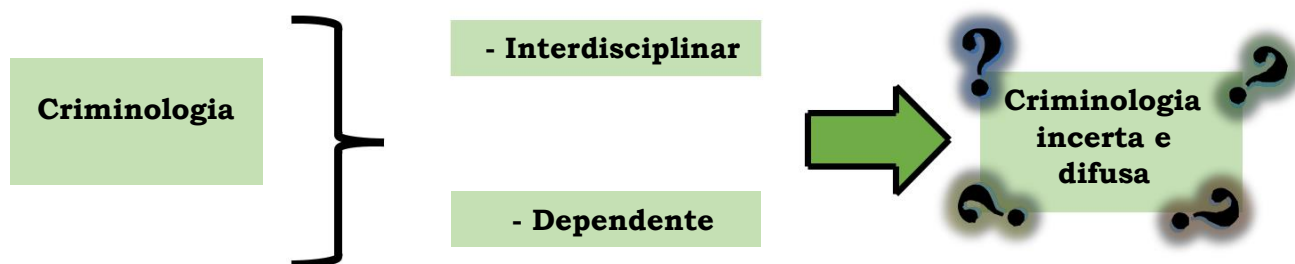 Criminologia
- Interdisciplinar
- Dependente
Criminologia
incerta e
difusa
?
?
?
?